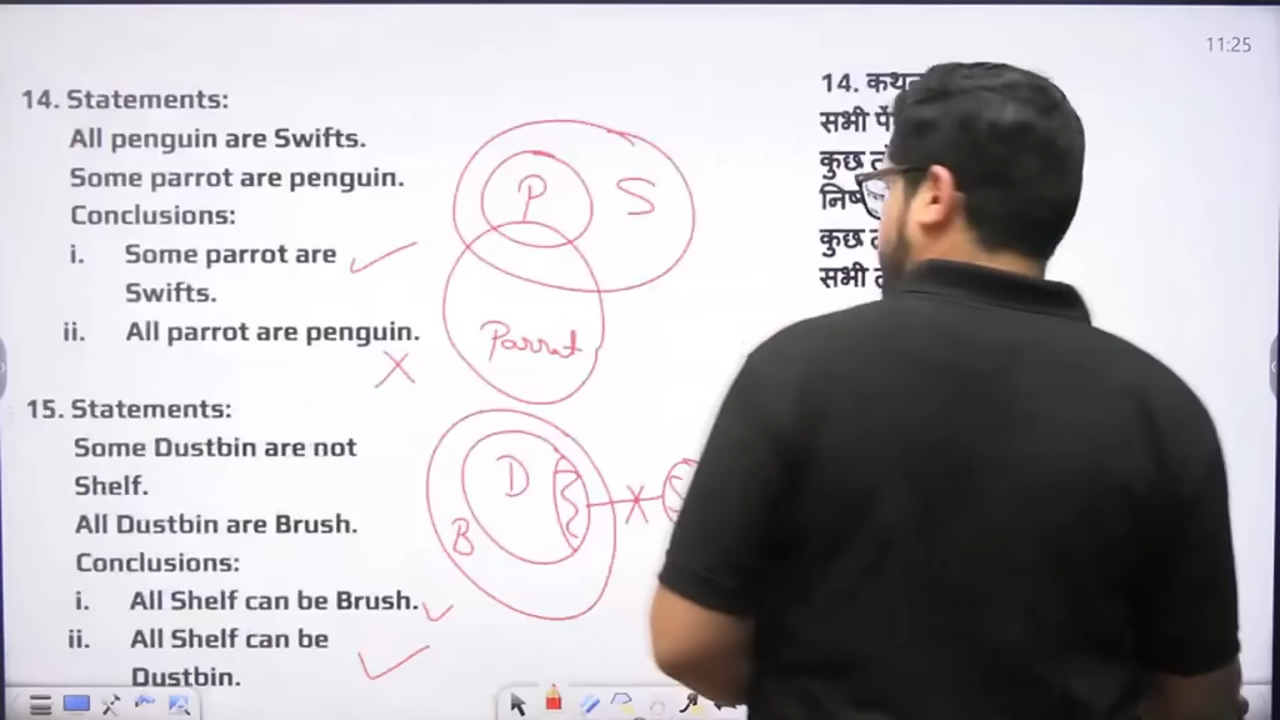 11:25
14. Statements:
All penguin are Swifts.
Some parrot are penguin.
Conclusions:
i. Some parrot are
Swifts.
ii. All parrot are penguin.
P S
Parrot
15. Statements:
Some Dustbin are not
Shelf.
All Dustbin are Brush.
Conclusions:
i. All Shelf can be Brush.
ii. All Shelf can be
Dustbin.
D
B
S
14.
सभी
कुछ
कुछ
सभी